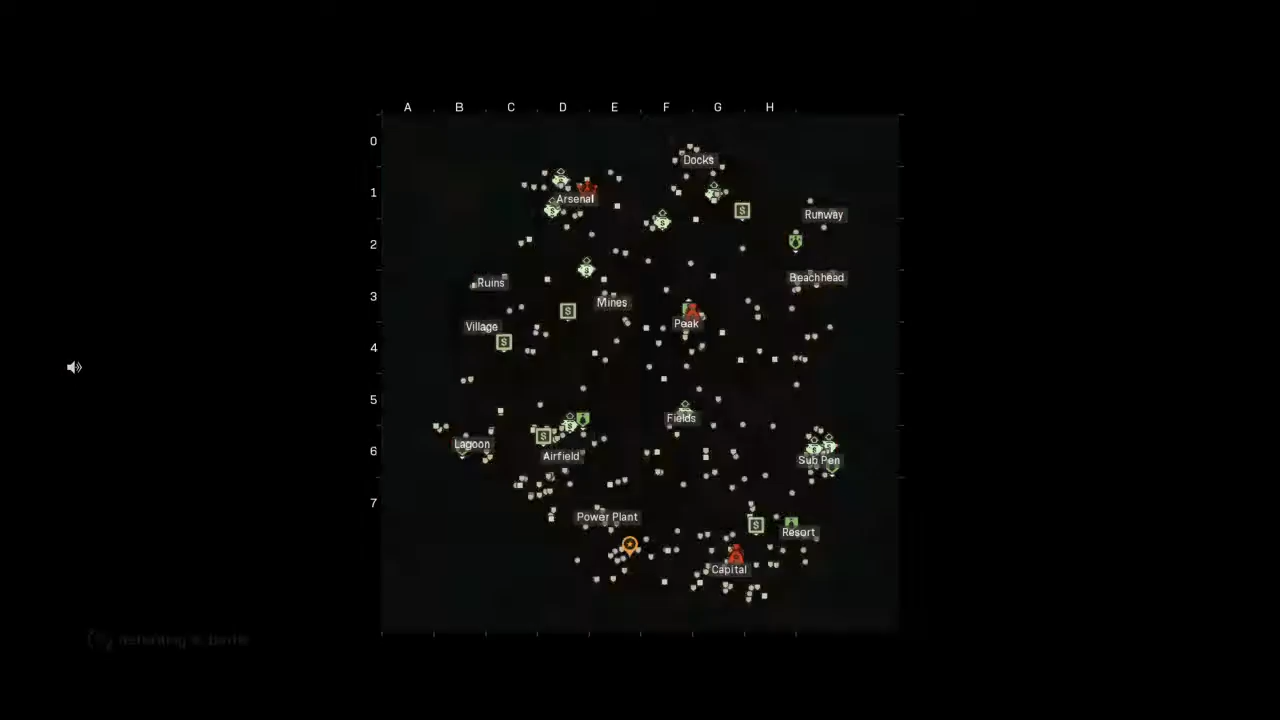 A B C D E F G H
0
Docks
1
Arsenal
Runway
2
Beachhead
Ruins
3
Mines
Peak
Village
4
5
Fields
Lagoon
6
Airfield
Sub Pen
7
Power Plant
Resort
Capital
S
S
S
S
S
S
S
S
S